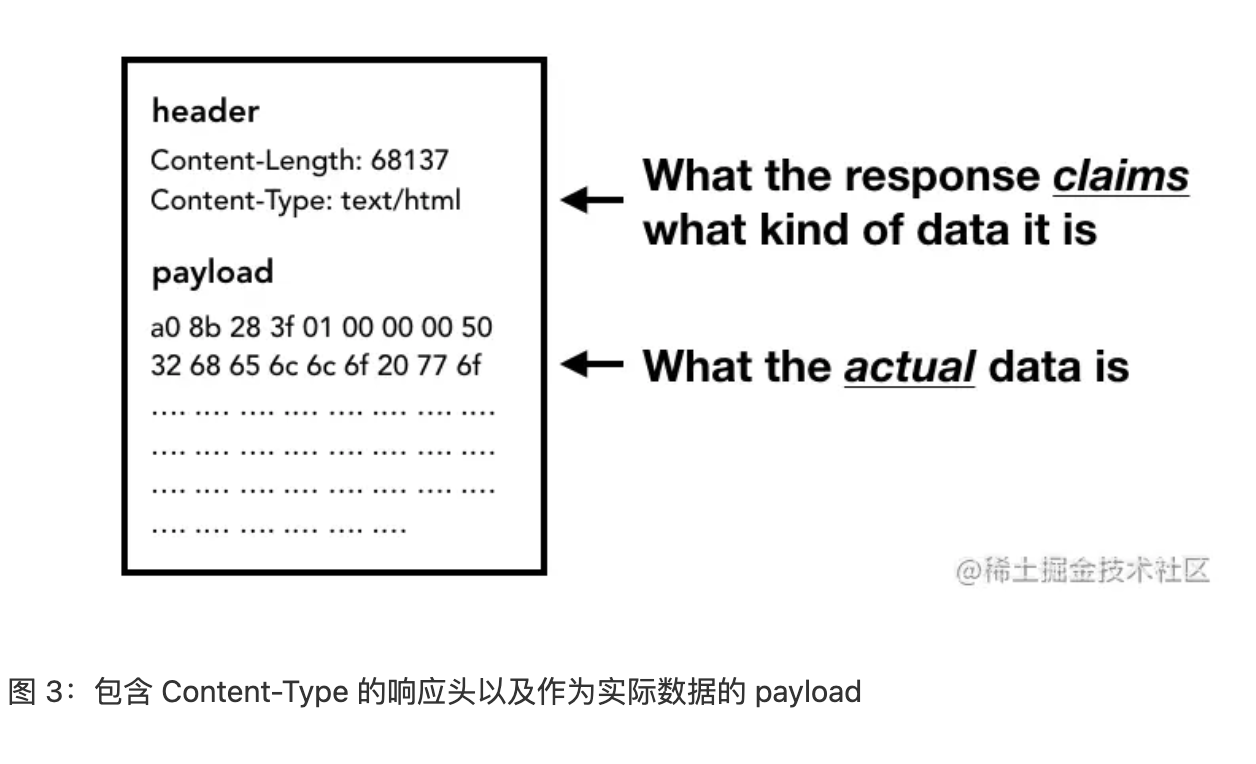 header
Content-Length: 68137
Content-Type: text/html
What the response claims
what kind of data it is
payload
a0 8b 28 3f 01 00 00 00 50
32 68 65 6c 6c 6f 20 77 6f
What the actual data is
.... .... .... .... .... .... .... ....
.... .... .... .... .... .... .... ....
.... .... .... .... .... .... .... ....
.... .... .... .... .... ....
@稀土掘金技术社区
图 3：包含 Content-Type 的响应头以及作为实际数据的 payload